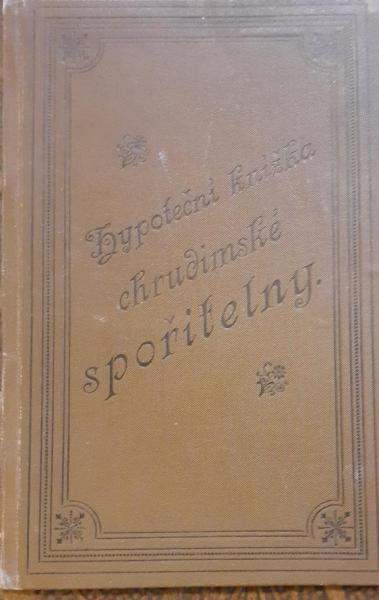 Hypoteční knížka
chrudimské
spořitelny.